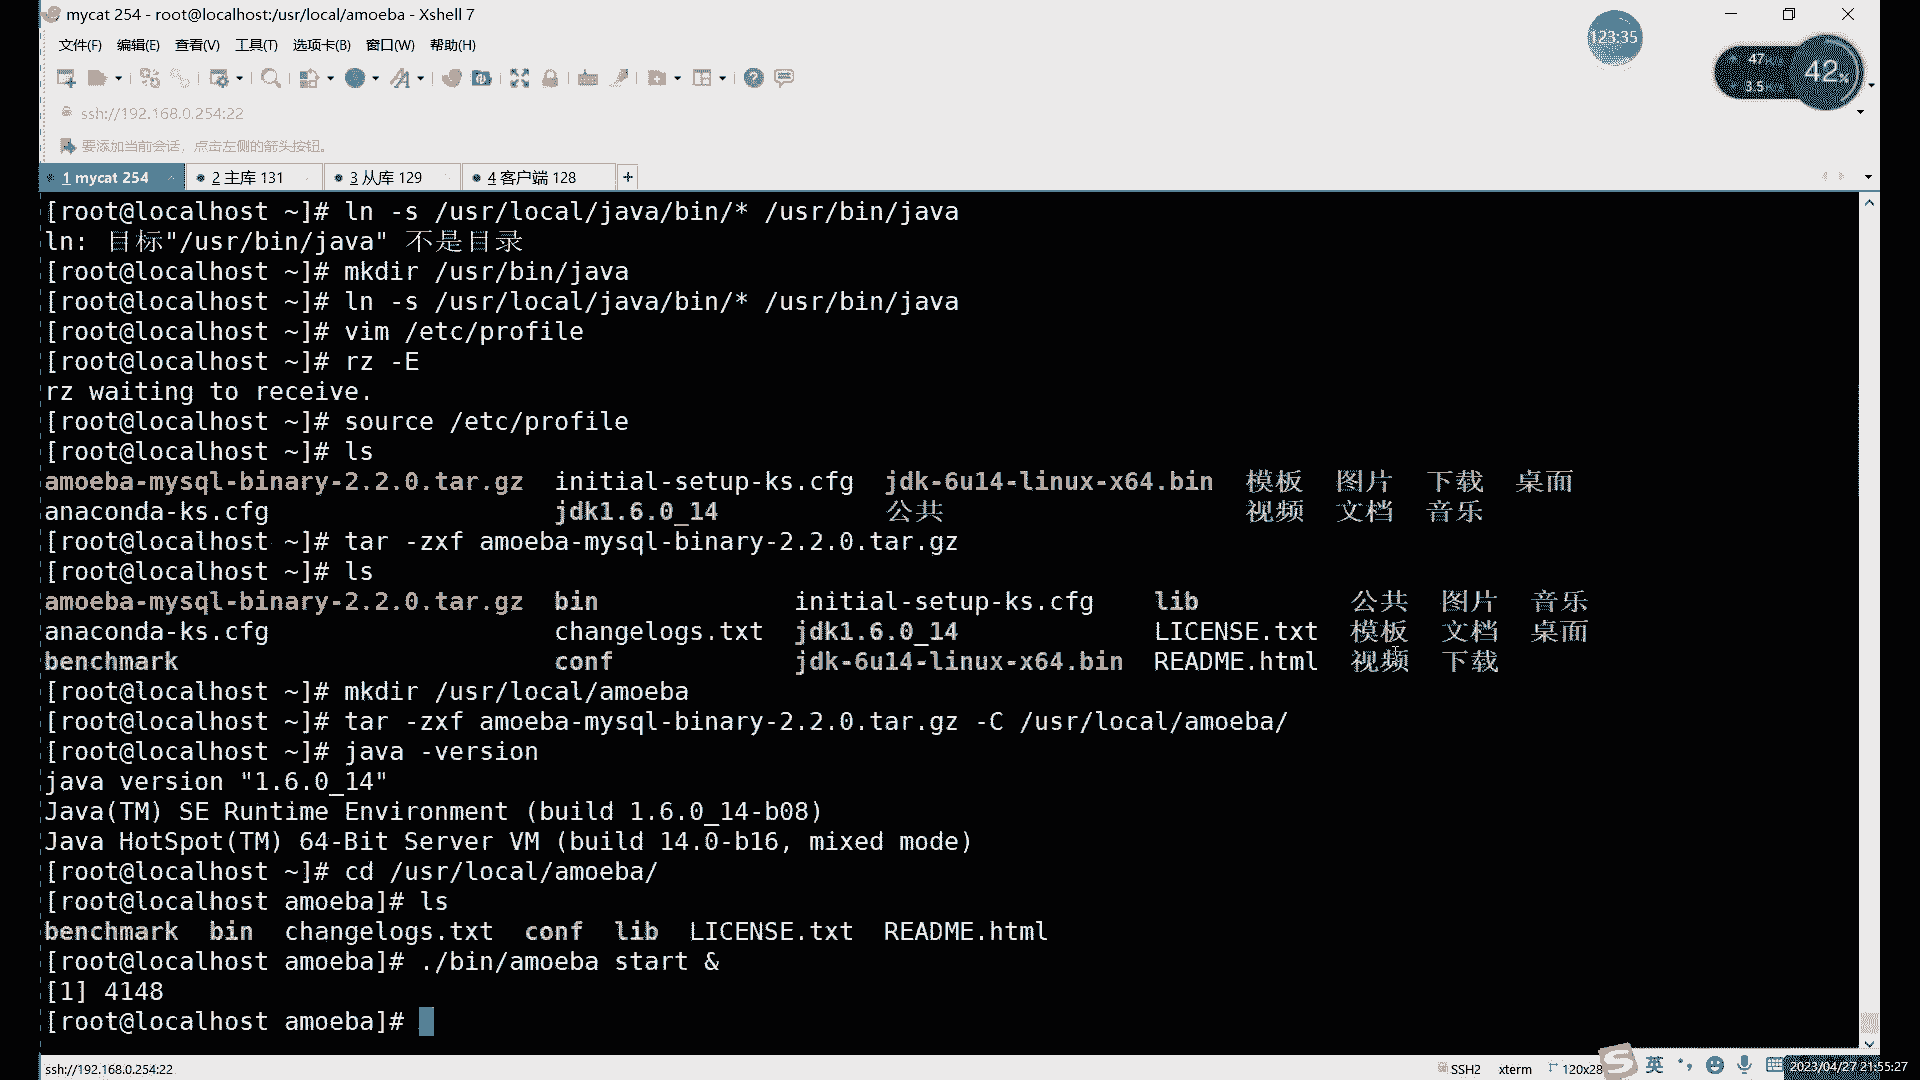 mycat 254 - root@localhost:/usr/local/amoeba - Xshell 7
123:35
文件(F) 编辑(E) 查看(V) 工具(T) 选项卡(B) 窗口(W) 帮助(H)
47K/s
3.5K/s
42%
ssh://192.168.0.254:22
要添加当前会话，点击左侧的箭头按钮。
1 mycat 254 2 主库 131 3 从库 129 4 客户端 128 +
[root@localhost ~]# ln -s /usr/local/java/bin/* /usr/bin/java
ln: 目标"/usr/bin/java" 不是目录
[root@localhost ~]# mkdir /usr/bin/java
[root@localhost ~]# ln -s /usr/local/java/bin/* /usr/bin/java
[root@localhost ~]# vim /etc/profile
[root@localhost ~]# rz -E
rz waiting to receive.
[root@localhost ~]# source /etc/profile
[root@localhost ~]# ls
amoeba-mysql-binary-2.2.0.tar.gz initial-setup-ks.cfg jdk-6u14-linux-x64.bin 模板 图片 下载 桌面
anaconda-ks.cfg jdk1.6.0_14 公共 视频 文档 音乐
[root@localhost ~]# tar -zxf amoeba-mysql-binary-2.2.0.tar.gz
[root@localhost ~]# ls
amoeba-mysql-binary-2.2.0.tar.gz bin initial-setup-ks.cfg lib 公共 图片 音乐
anaconda-ks.cfg changelogs.txt jdk1.6.0_14 LICENSE.txt 模板 文档 桌面
benchmark conf jdk-6u14-linux-x64.bin README.html 视频 下载
[root@localhost ~]# mkdir /usr/local/amoeba
[root@localhost ~]# tar -zxf amoeba-mysql-binary-2.2.0.tar.gz -C /usr/local/amoeba/
[root@localhost ~]# java -version
java version "1.6.0_14"
Java(TM) SE Runtime Environment (build 1.6.0_14-b08)
Java HotSpot(TM) 64-Bit Server VM (build 14.0-b16, mixed mode)
[root@localhost ~]# cd /usr/local/amoeba/
[root@localhost amoeba]# ls
benchmark bin changelogs.txt conf lib LICENSE.txt README.html
[root@localhost amoeba]# ./bin/amoeba start &
[1] 4148
[root@localhost amoeba]#
ssh://192.168.0.254:22 SSH2 xterm 120x28 英 2023/04/27 21:55:27